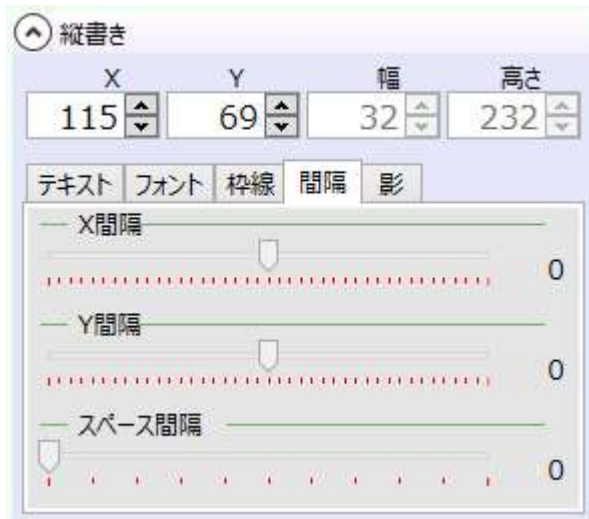 縦書き
X Y 幅 高さ
115 69 32 232
テキスト フォント 枠線 間隔 影
X間隔
0
Y間隔
0
スペース間隔
0